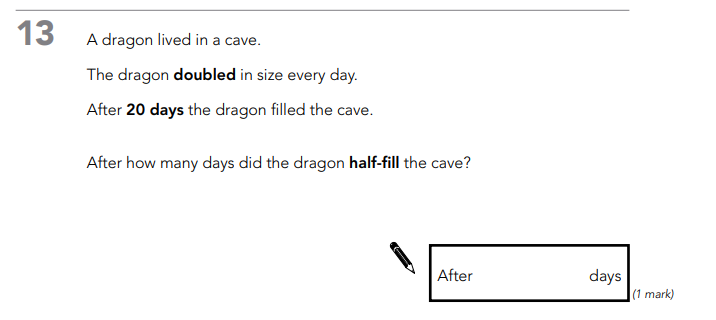 13
A dragon lived in a cave.
The dragon doubled in size every day.
After 20 days the dragon filled the cave.
After how many days did the dragon half-fill the cave?
After days
(1 mark)